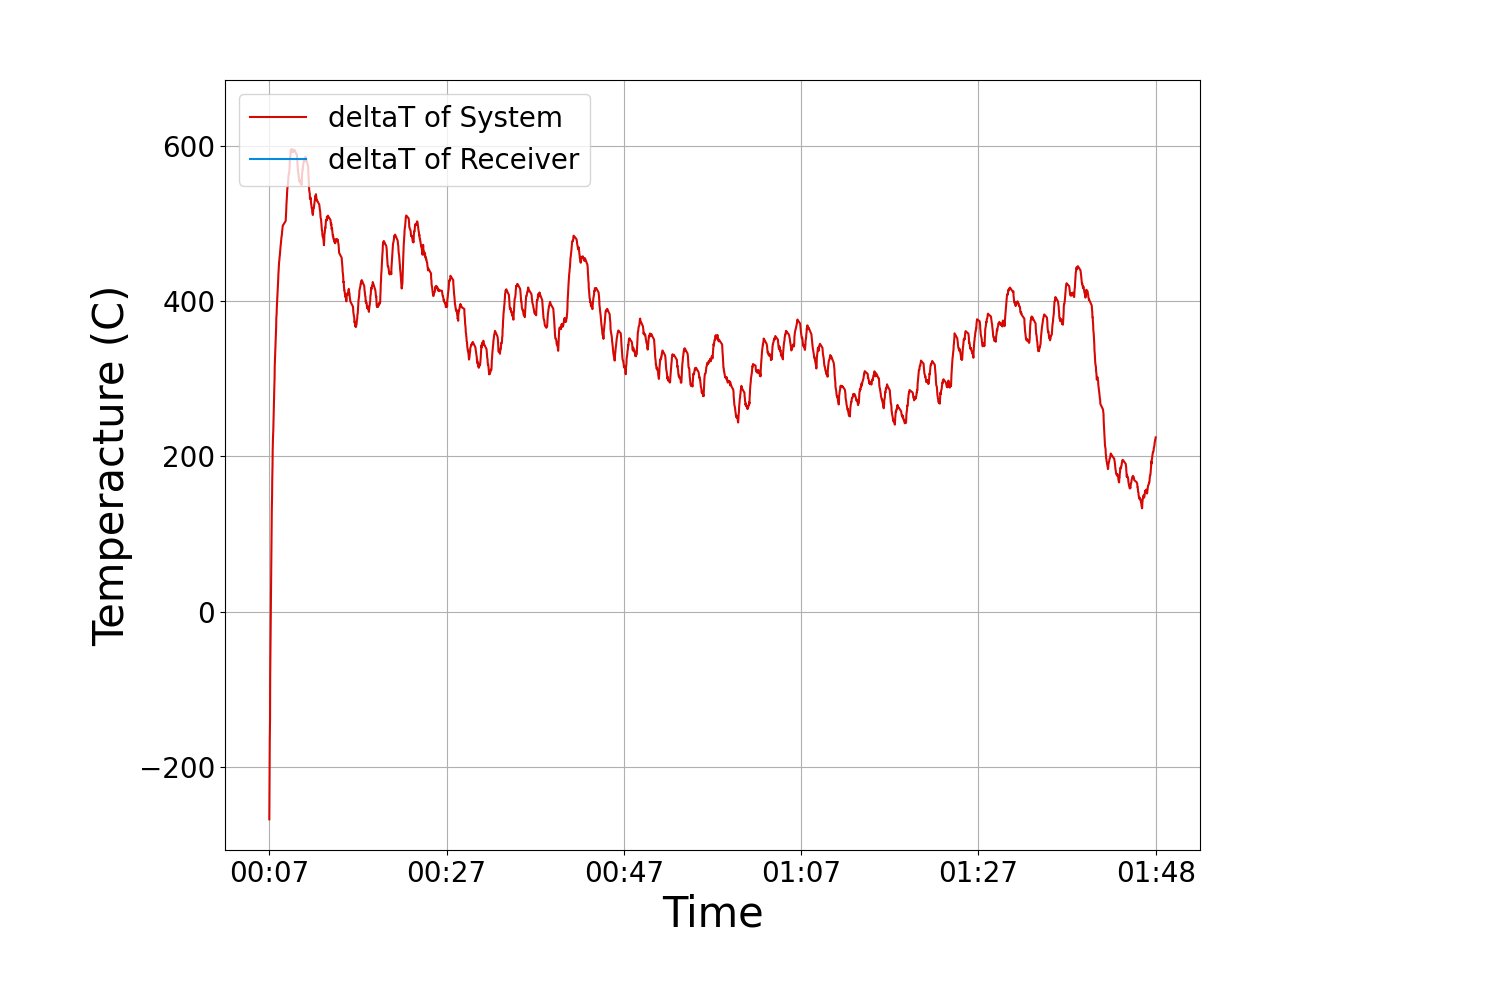 deltaT of System
deltaT of Receiver
600
400
200
0
−200
Temperacture (C)
00:07 00:27 00:47 01:07 01:27 01:48
Time